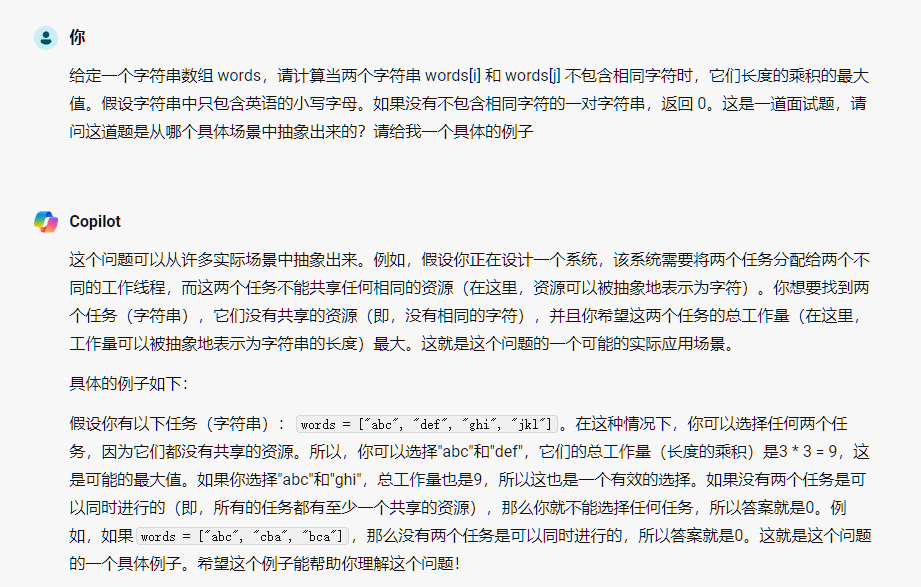 你
给定一个字符串数组 words，请计算当两个字符串 words[i] 和 words[j] 不包含相同字符时，它们长度的乘积的最大
值。假设字符串中只包含英语的小写字母。如果没有不包含相同字符的一对字符串，返回 0。这是一道面试题，请
问这道题是从哪个具体场景中抽象出来的？请给我一个具体的例子
Copilot
这个问题可以从许多实际场景中抽象出来。例如，假设你正在设计一个系统，该系统需要将两个任务分配给两个不
同的工作线程，而这两个任务不能共享任何相同的资源（在这里，资源可以被抽象地表示为字符）。你想要找到两
个任务（字符串），它们没有共享的资源（即，没有相同的字符），并且你希望这两个任务的总工作量（在这里，
工作量可以被抽象地表示为字符串的长度）最大。这就是这个问题的一个可能的实际应用场景。
具体的例子如下：
假设你有以下任务（字符串）： words = ["abc", "def", "ghi", "jkl"] 。在这种情况下，你可以选择任何两个任
务，因为它们都没有共享的资源。所以，你可以选择"abc"和"def"，它们的总工作量（长度的乘积）是3 * 3 = 9，这
是可能的最大值。如果你选择"abc"和"ghi"，总工作量也是9，所以这也是一个有效的选择。如果没有两个任务是可
以同时进行的（即，所有的任务都有至少一个共享的资源），那么你就不能选择任何任务，所以答案就是0。例
如，如果 words = ["abc", "cba", "bca"] ，那么没有两个任务是可以同时进行的，所以答案就是0。这就是这个问题
的一个具体例子。希望这个例子能帮助你理解这个问题！